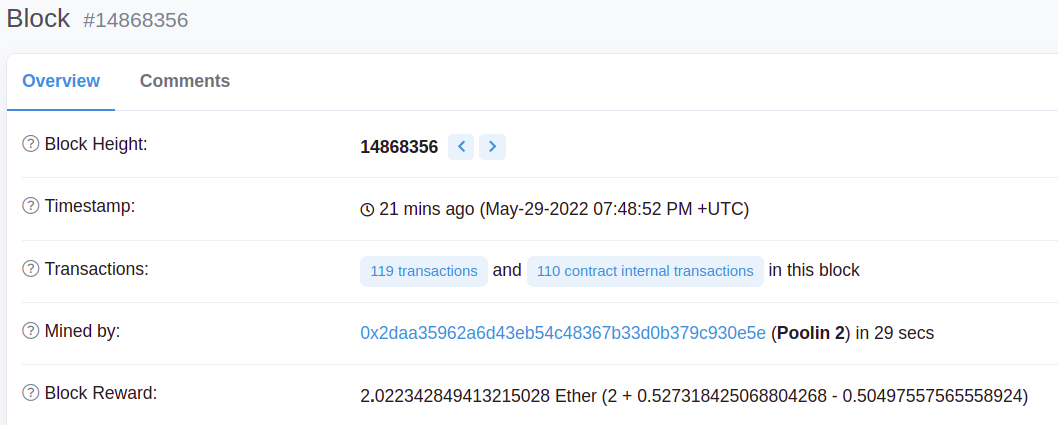 Block #14868356
Overview Comments
Block Height: 14868356
Timestamp: 21 mins ago (May-29-2022 07:48:52 PM +UTC)
Transactions: 119 transactions and 110 contract internal transactions in this block
Mined by: 0x2daa35962a6d43eb54c48367b33d0b379c930e5e (Poolin 2) in 29 secs
Block Reward: 2.022342849413215028 Ether (2 + 0.527318425068804268 - 0.50497557565558924)